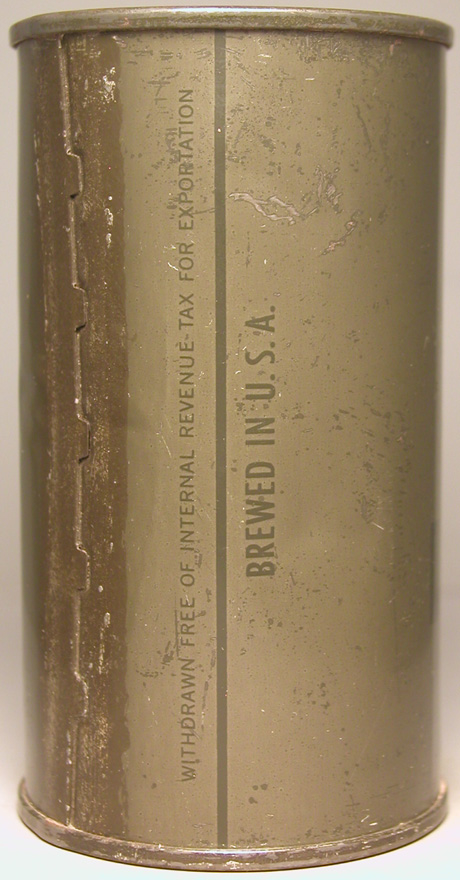 WITHDRAWN FREE OF INTERNAL REVENUE-TAX FOR EXPORTATION
BREWED IN U.S.A.